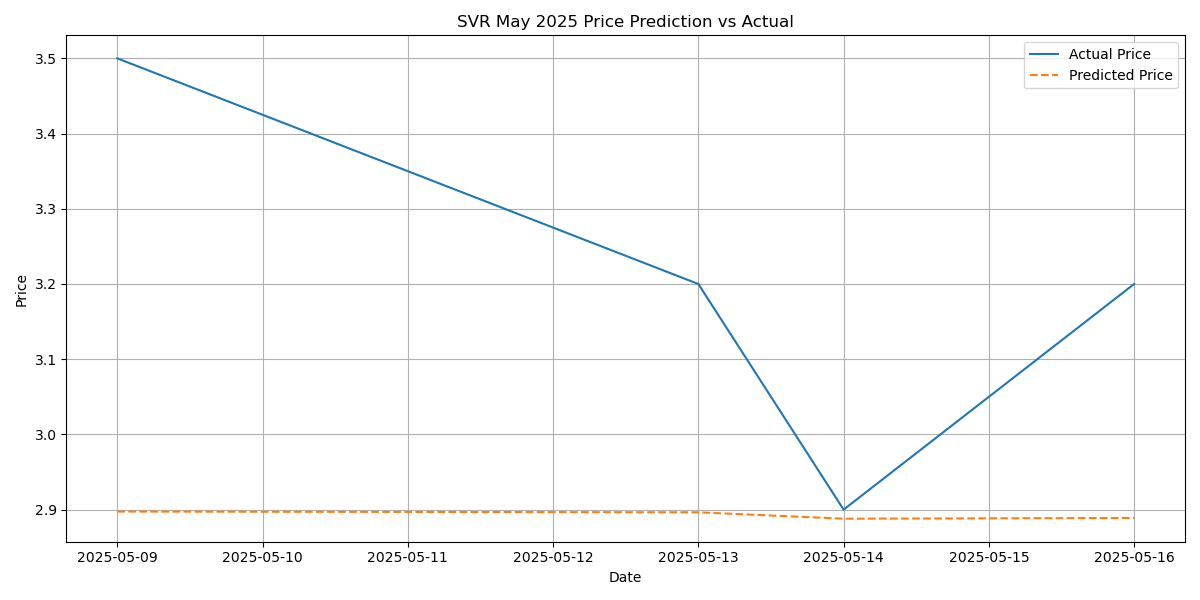 SVR May 2025 Price Prediction vs Actual
Actual Price
Predicted Price
Price
3.5
3.4
3.3
3.2
3.1
3.0
2.9
2025-05-09 2025-05-10 2025-05-11 2025-05-12 2025-05-13 2025-05-14 2025-05-15 2025-05-16
Date